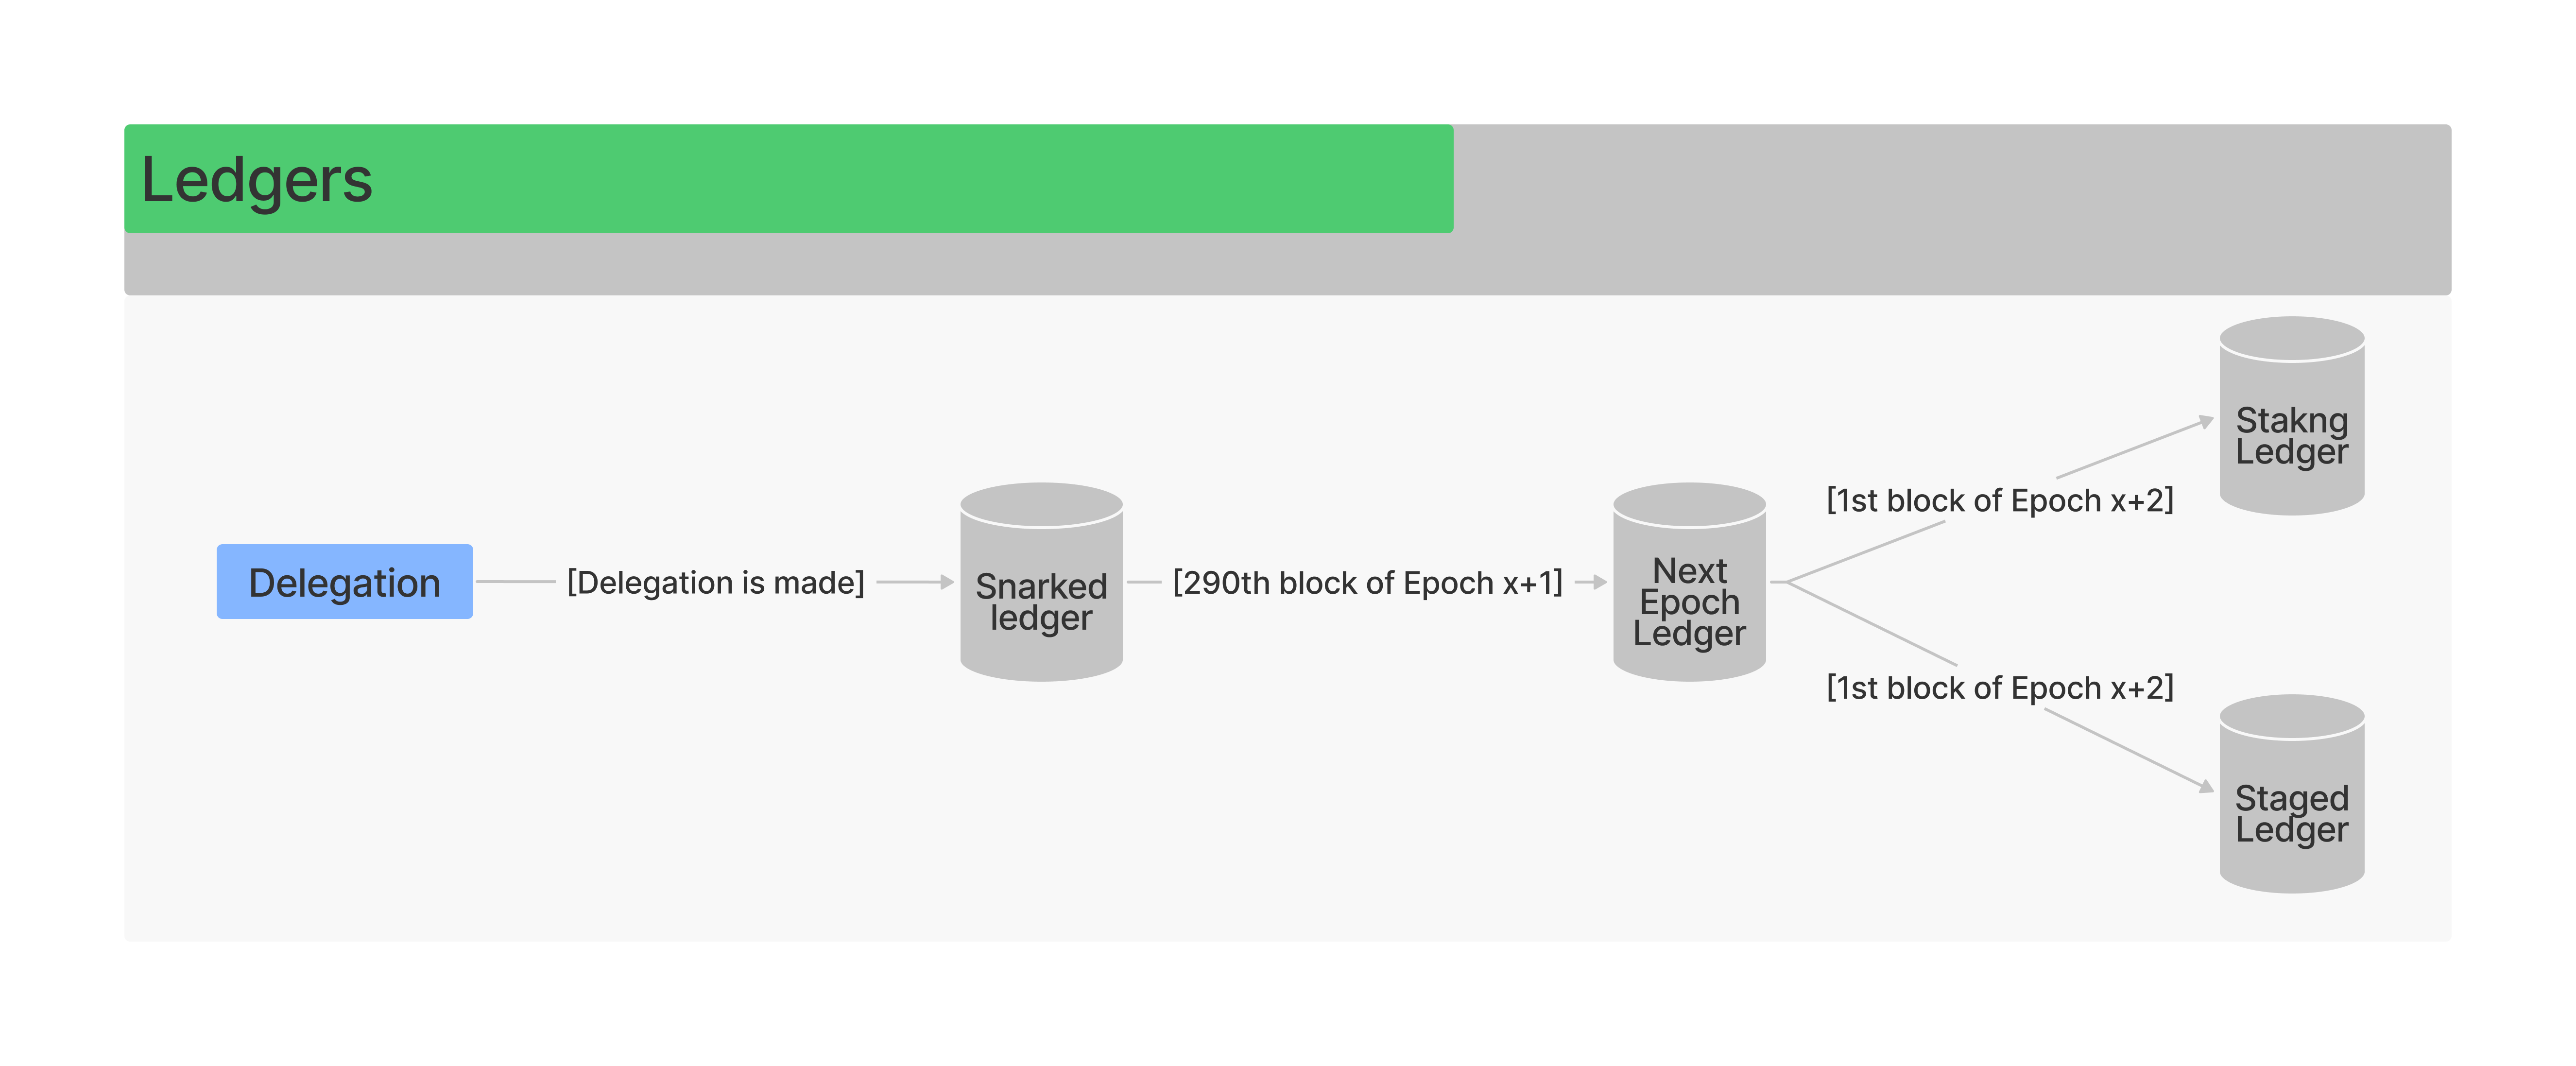 Ledgers
Delegation
[Delegation is made]
Snarked
ledger
[290th block of Epoch x+1]
Next
Epoch
Ledger
[1st block of Epoch x+2]
[1st block of Epoch x+2]
Stakng
Ledger
Staged
Ledger